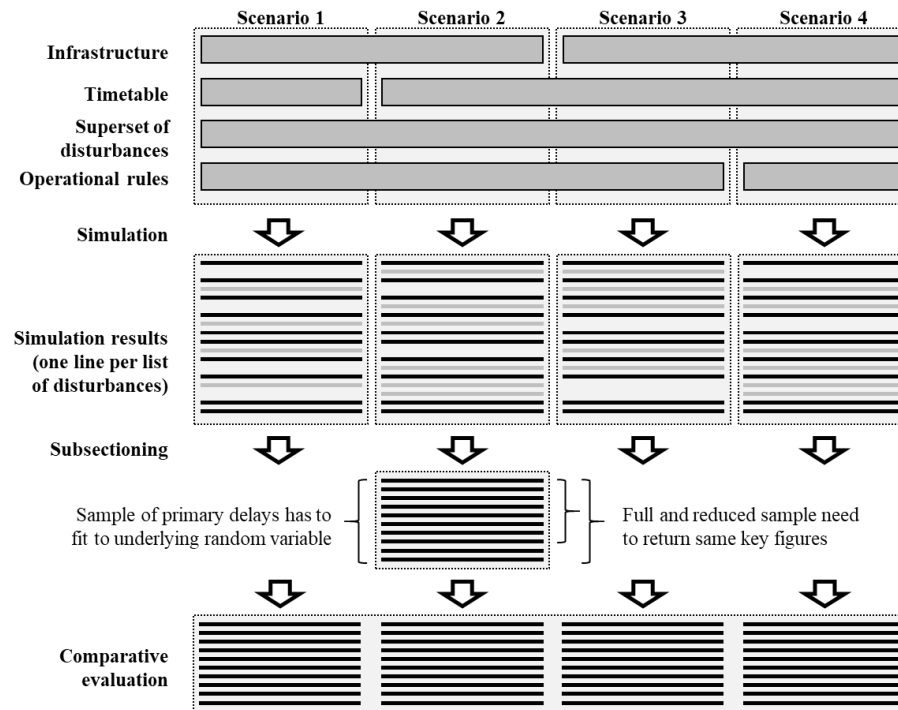 Scenario 1 Scenario 2 Scenario 3 Scenario 4
Infrastructure
Timetable
Superset of
disturbances
Operational rules
Simulation
Simulation results
(one line per list
of disturbances)
Subsectioning
Sample of primary delays has to
fit to underlying random variable
Full and reduced sample need
to return same key figures
Comparative
evaluation